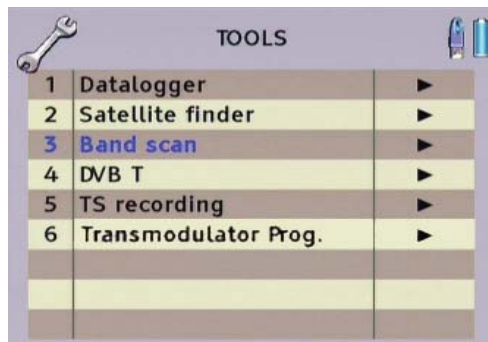 TOOLS
1 Datalogger ►
2 Satellite finder ►
3 Band scan ►
4 DVB T ►
5 TS recording ►
6 Transmodulator Prog. ►